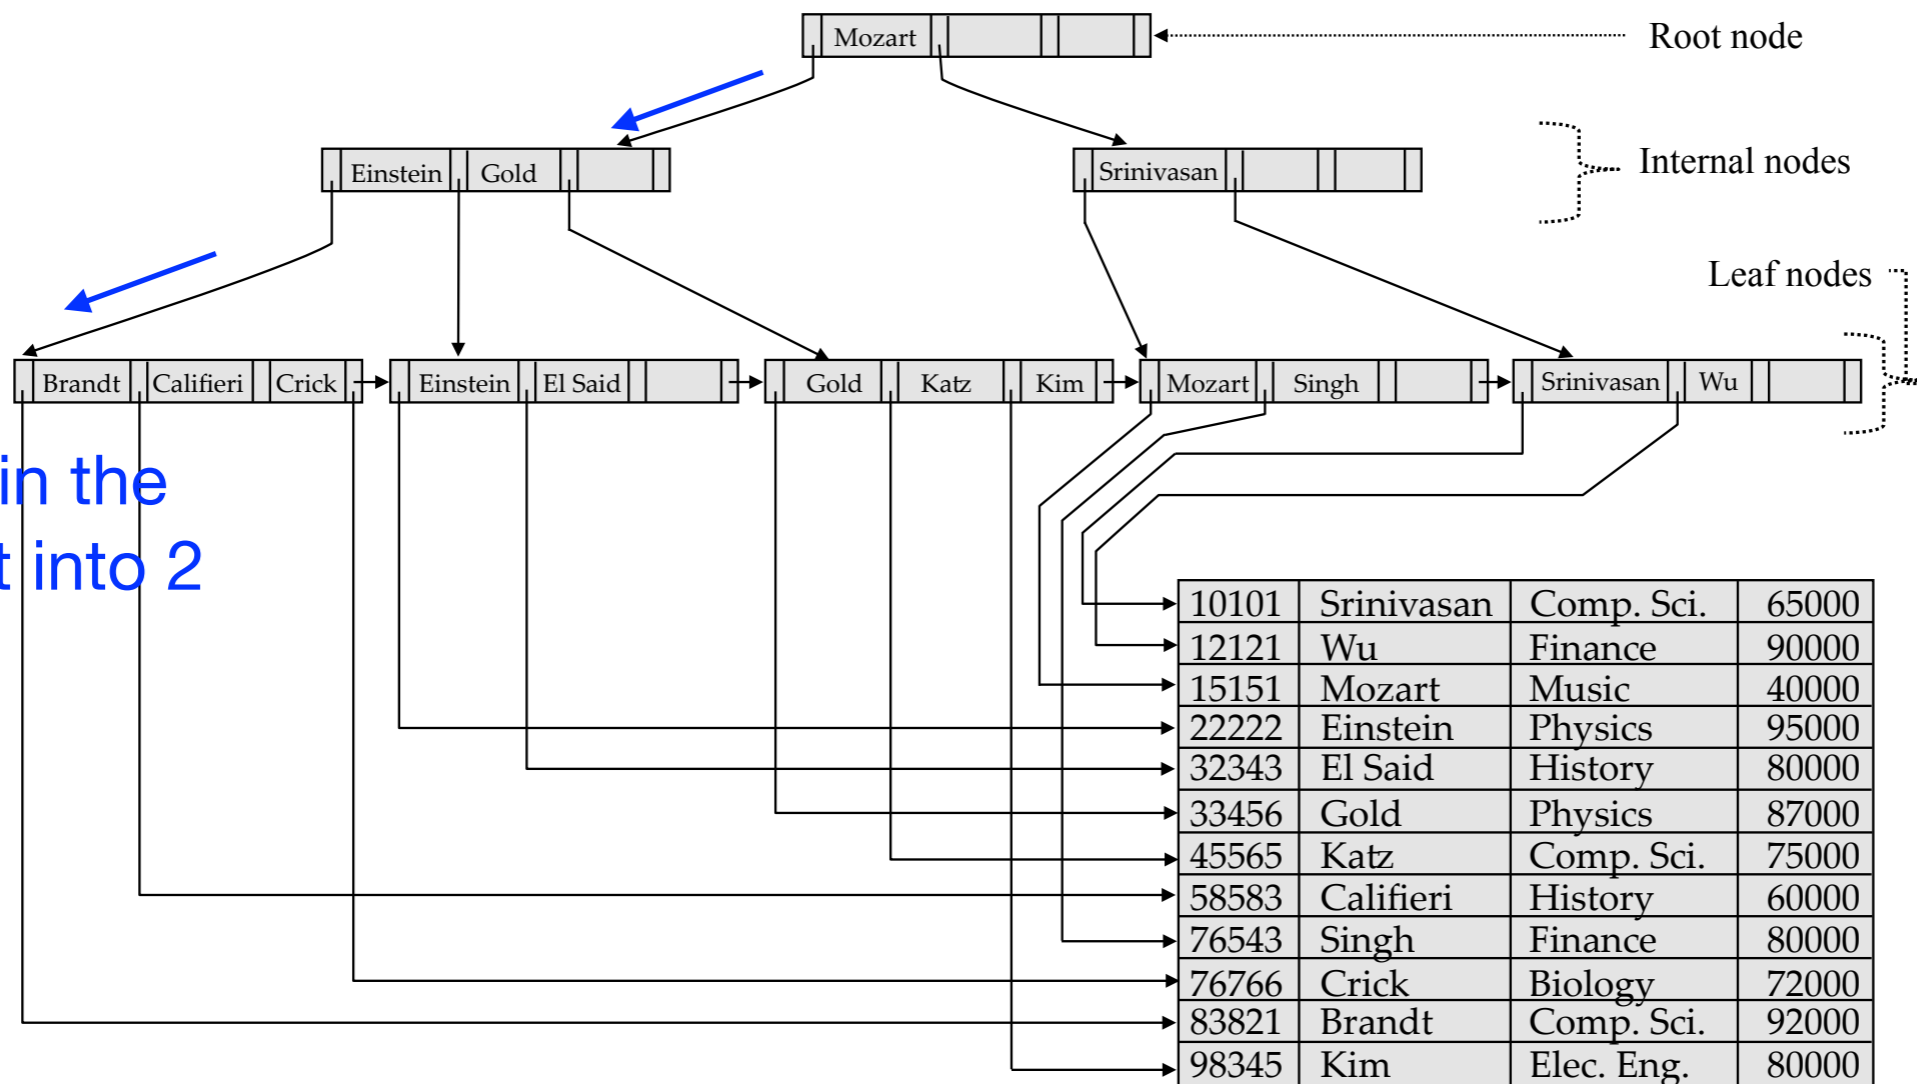 Mozart
Root node
Einstein Gold
Srinivasan
Internal nodes
Leaf nodes
Brandt Califieri Crick Einstein El Said Gold Katz Kim Mozart Singh Srinivasan Wu
in the
t into 2
10101 Srinivasan Comp. Sci. 65000
12121 Wu Finance 90000
15151 Mozart Music 40000
22222 Einstein Physics 95000
32343 El Said History 80000
33456 Gold Physics 87000
45565 Katz Comp. Sci. 75000
58583 Califieri History 60000
76543 Singh Finance 80000
76766 Crick Biology 72000
83821 Brandt Comp. Sci. 92000
98345 Kim Elec. Eng. 80000